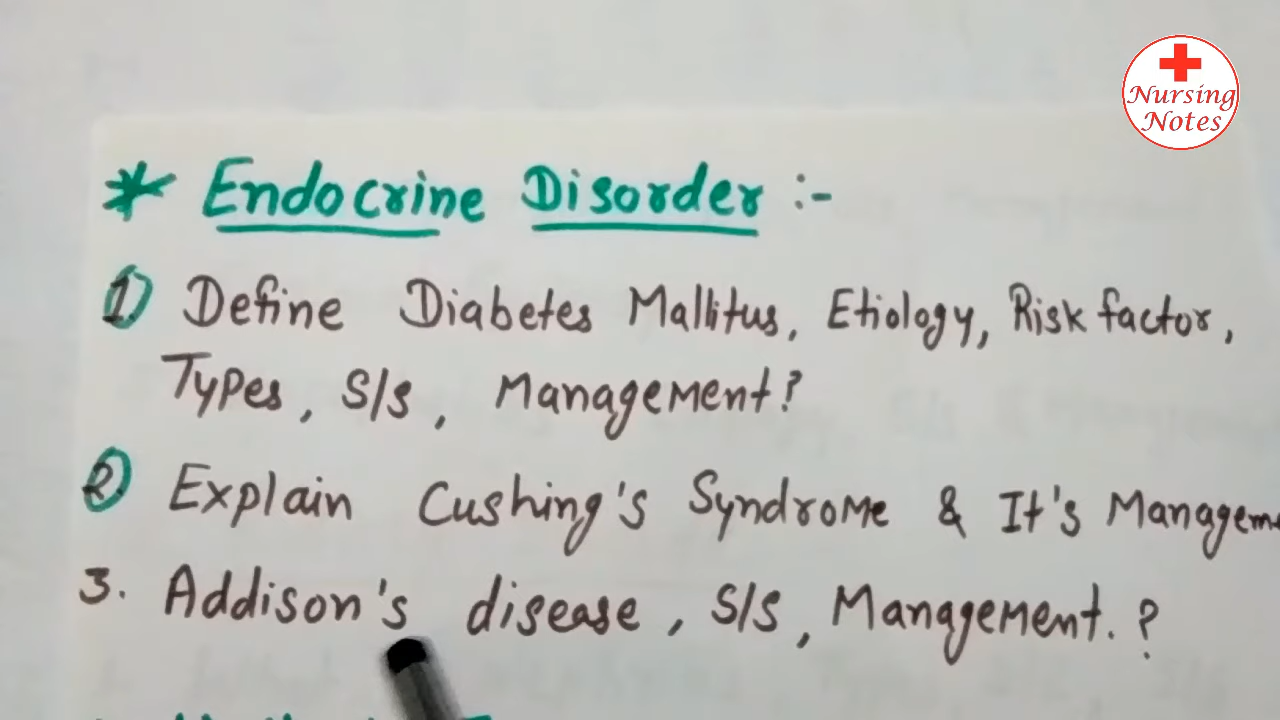 Nursing
Notes
* Endocrine Disorder :-
1) Define Diabetes Mallitus, Etiology, Risk factor,
Types, S/S, Management?
2) Explain Cushing's Syndrome & It's Manageme
3. Addison's disease, S/S, Management.?